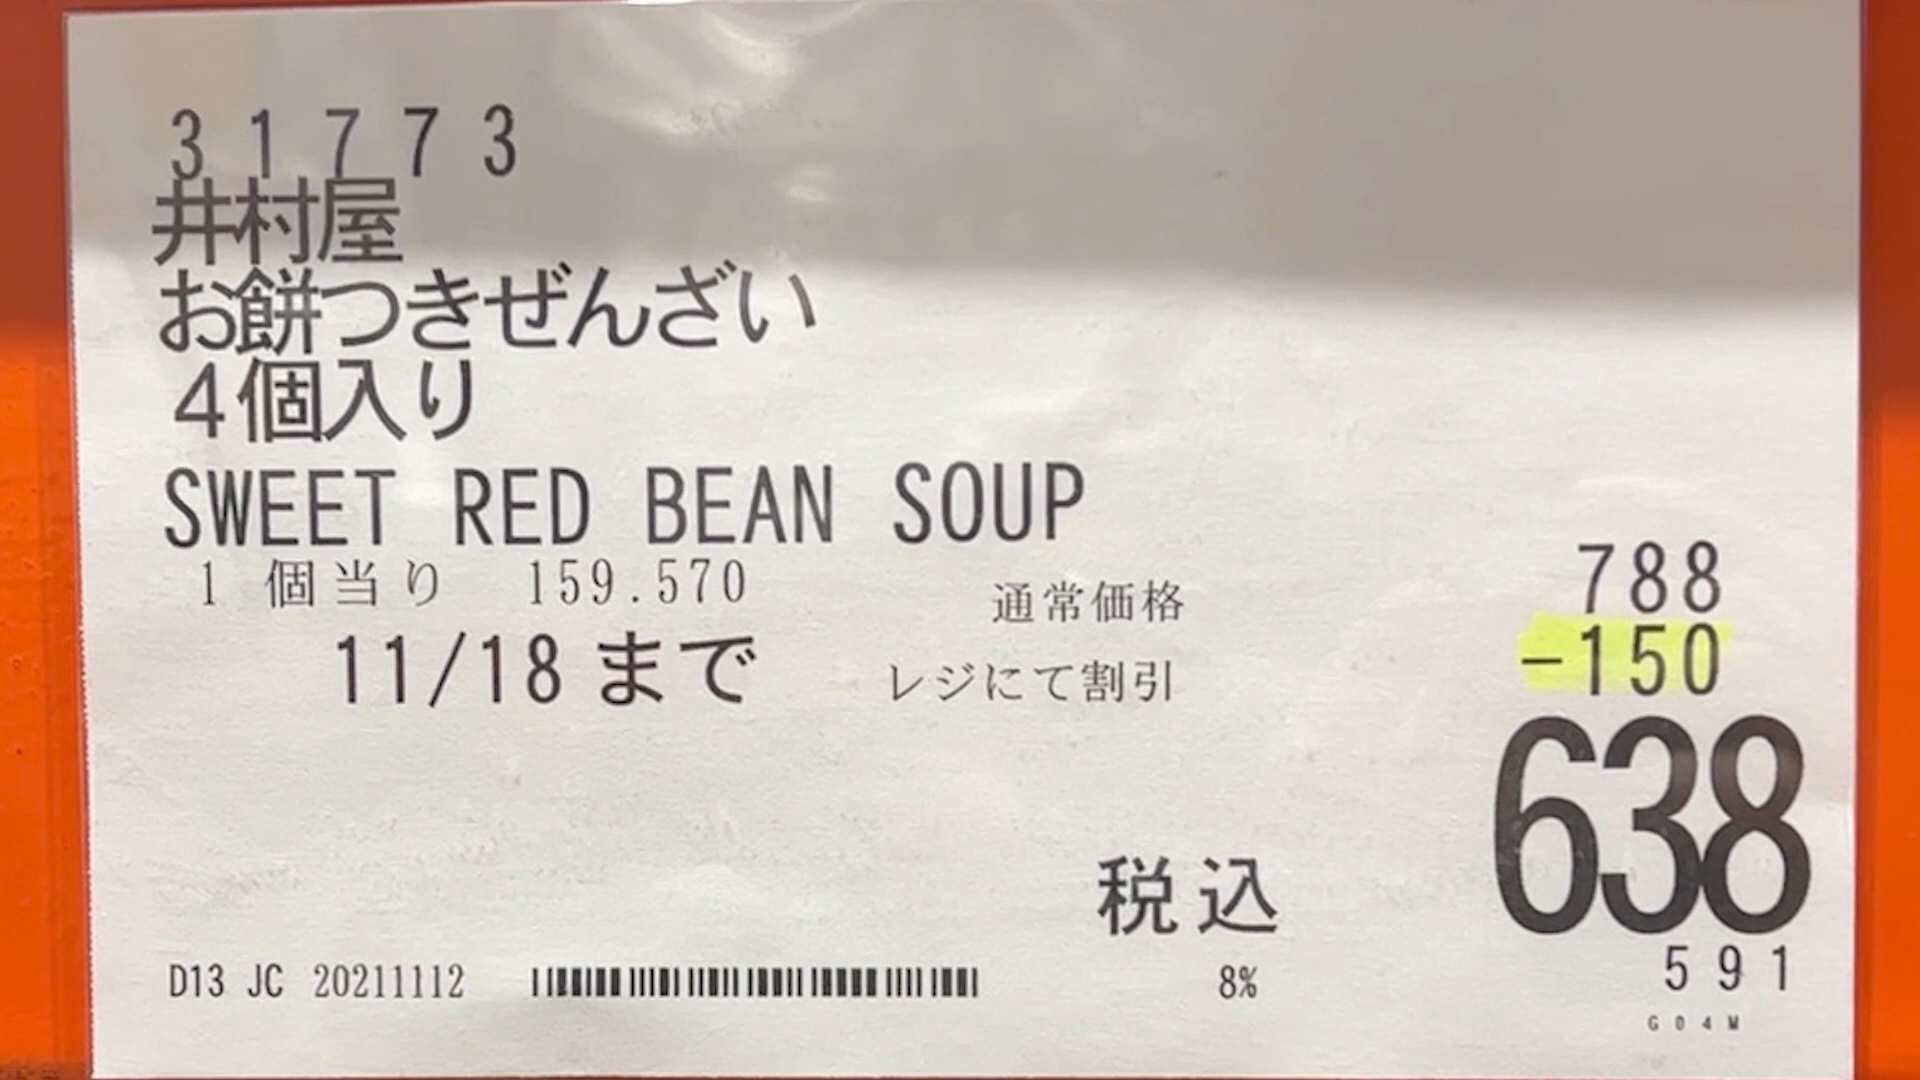 31773
井村屋
お餅つきぜんざい
4個入り
SWEET RED BEAN SOUP
1 個当り 159.570
通常価格 788
11/18 まで
レジにて割引 -150
638
税込
591
D13 JC 20211112
8%
G04M